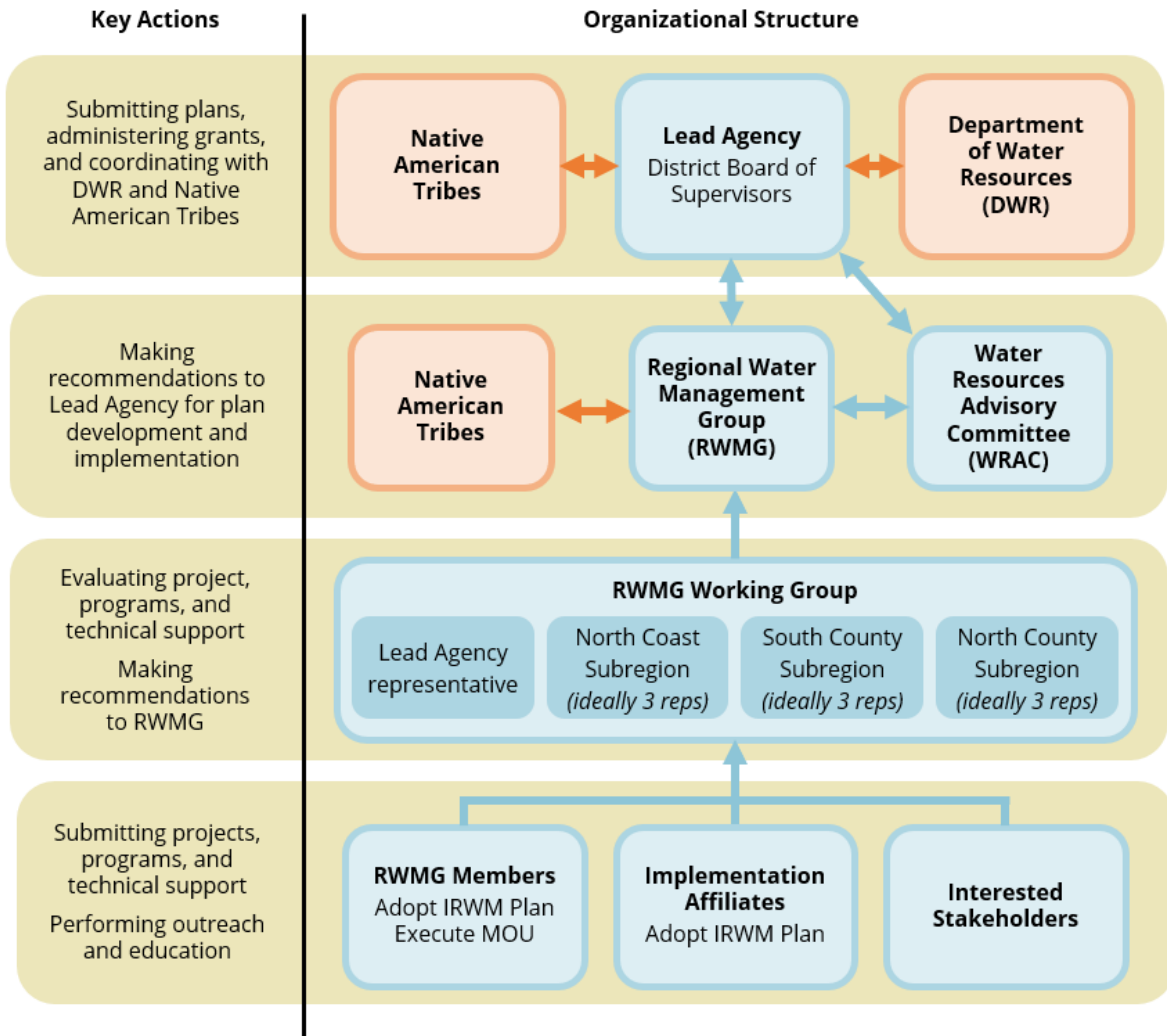 Key Actions
Organizational Structure
Submitting plans,
administering grants,
and coordinating with
DWR and Native
American Tribes
Native
American
Tribes
Lead Agency
District Board of
Supervisors
Department
of Water
Resources
(DWR)
Making
recommendations to
Lead Agency for plan
development and
implementation
Native
American
Tribes
Regional Water
Management
Group
(RWMG)
Water
Resources
Advisory
Committee
(WRAC)
Evaluating project,
programs, and
technical support
Making
recommendations
to RWMG
RWMG Working Group
Lead Agency
representative
North Coast
Subregion
(ideally 3 reps)
South County
Subregion
(ideally 3 reps)
North County
Subregion
(ideally 3 reps)
Submitting projects,
programs, and
technical support
Performing outreach
and education
RWMG Members
Adopt IRWM Plan
Execute MOU
Implementation
Affiliates
Adopt IRWM Plan
Interested
Stakeholders